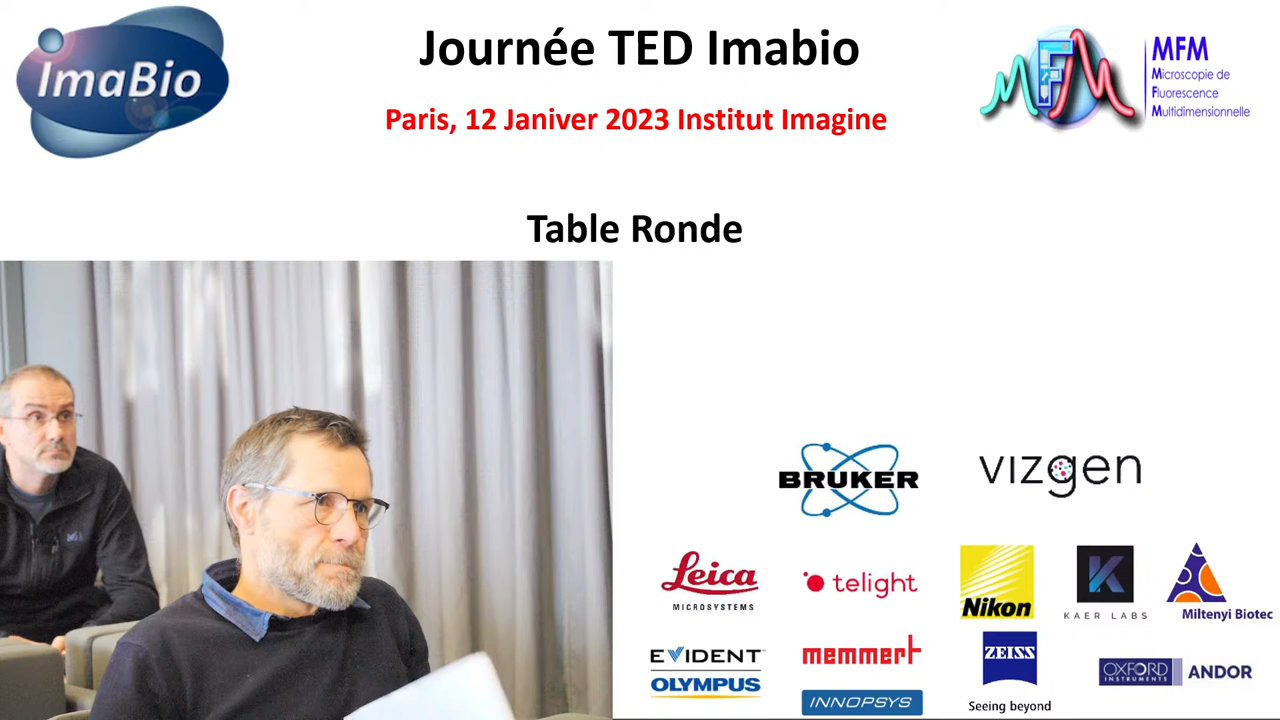 ImaBio
Journée TED Imabio
Paris, 12 Janiver 2023 Institut Imagine
MFM
MFM
Microscopie de
Fluorescence
Multidimensionnelle
Table Ronde
BRUKER
vizgen
Leica
MICROSYSTEMS
telight
Nikon
KAER LABS
Miltenyi Biotec
EVIDENT
OLYMPUS
memmert
INNOPSYS
ZEISS
Seeing beyond
OXFORD
INSTRUMENTS
ANDOR